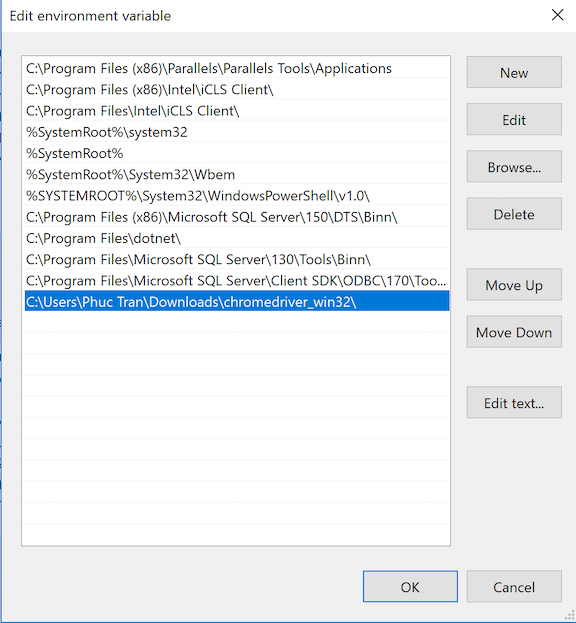 Edit environment variable
C:\Program Files (x86)\Parallels\Parallels Tools\Applications
C:\Program Files (x86)\Intel\iCLS Client\
C:\Program Files\Intel\iCLS Client\
%SystemRoot%\system32
%SystemRoot%
%SystemRoot%\System32\Wbem
%SYSTEMROOT%\System32\WindowsPowerShell\v1.0\
C:\Program Files (x86)\Microsoft SQL Server\150\DTS\Binn\
C:\Program Files\dotnet\
C:\Program Files\Microsoft SQL Server\130\Tools\Binn\
C:\Program Files\Microsoft SQL Server\Client SDK\ODBC\170\Too...
C:\Users\Phuc Tran\Downloads\chromedriver_win32\
New
Edit
Browse...
Delete
Move Up
Move Down
Edit text...
OK
Cancel